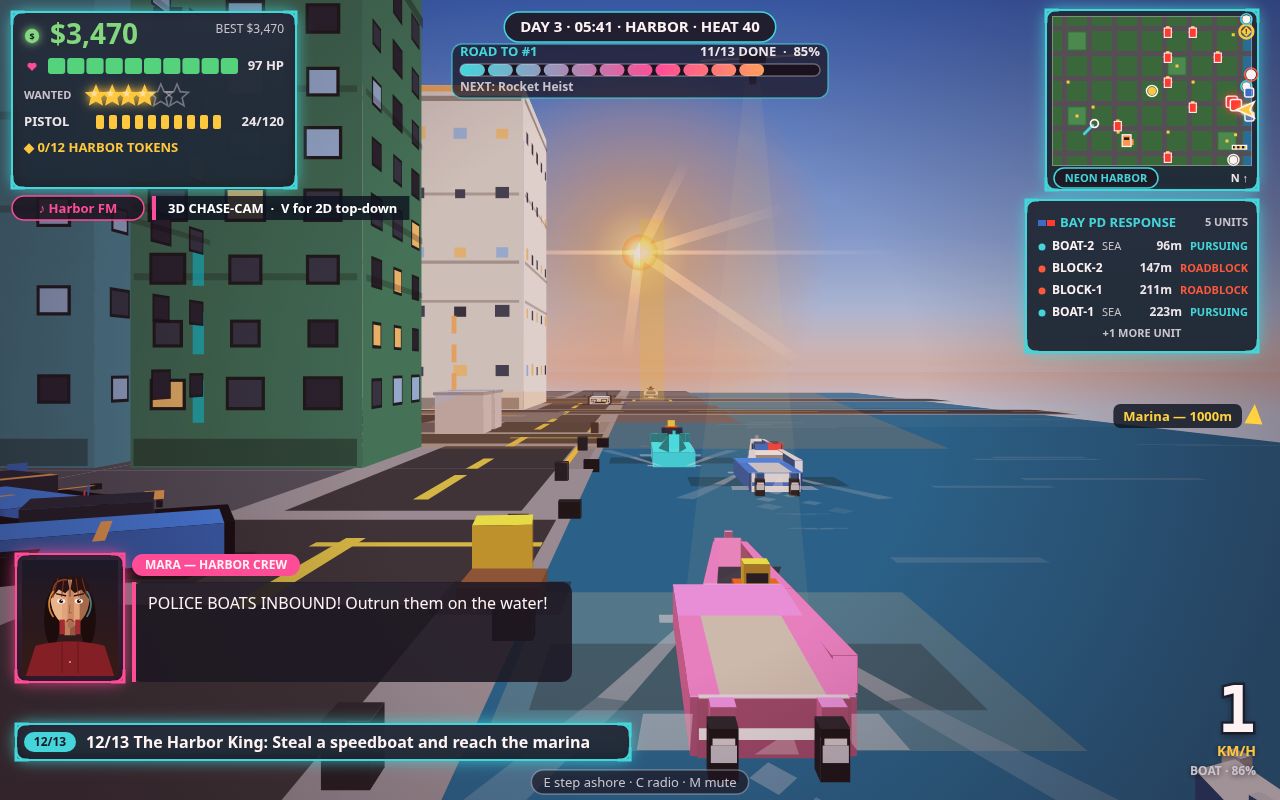 $ $3,470 BEST $3,470
97 HP
WANTED
PISTOL 24/120
◆ 0/12 HARBOR TOKENS
♪ Harbor FM
3D CHASE-CAM · V for 2D top-down
DAY 3 · 05:41 · HARBOR · HEAT 40
ROAD TO #1 11/13 DONE · 85%
NEXT: Rocket Heist
NEON HARBOR N ↑
BAY PD RESPONSE 5 UNITS
BOAT-2 SEA 96m PURSUING
BLOCK-2 147m ROADBLOCK
BLOCK-1 211m ROADBLOCK
BOAT-1 SEA 223m PURSUING
+1 MORE UNIT
Marina — 1000m
MARA — HARBOR CREW
POLICE BOATS INBOUND! Outrun them on the water!
12/13 12/13 The Harbor King: Steal a speedboat and reach the marina
E step ashore · C radio · M mute
1
KM/H
BOAT · 86%